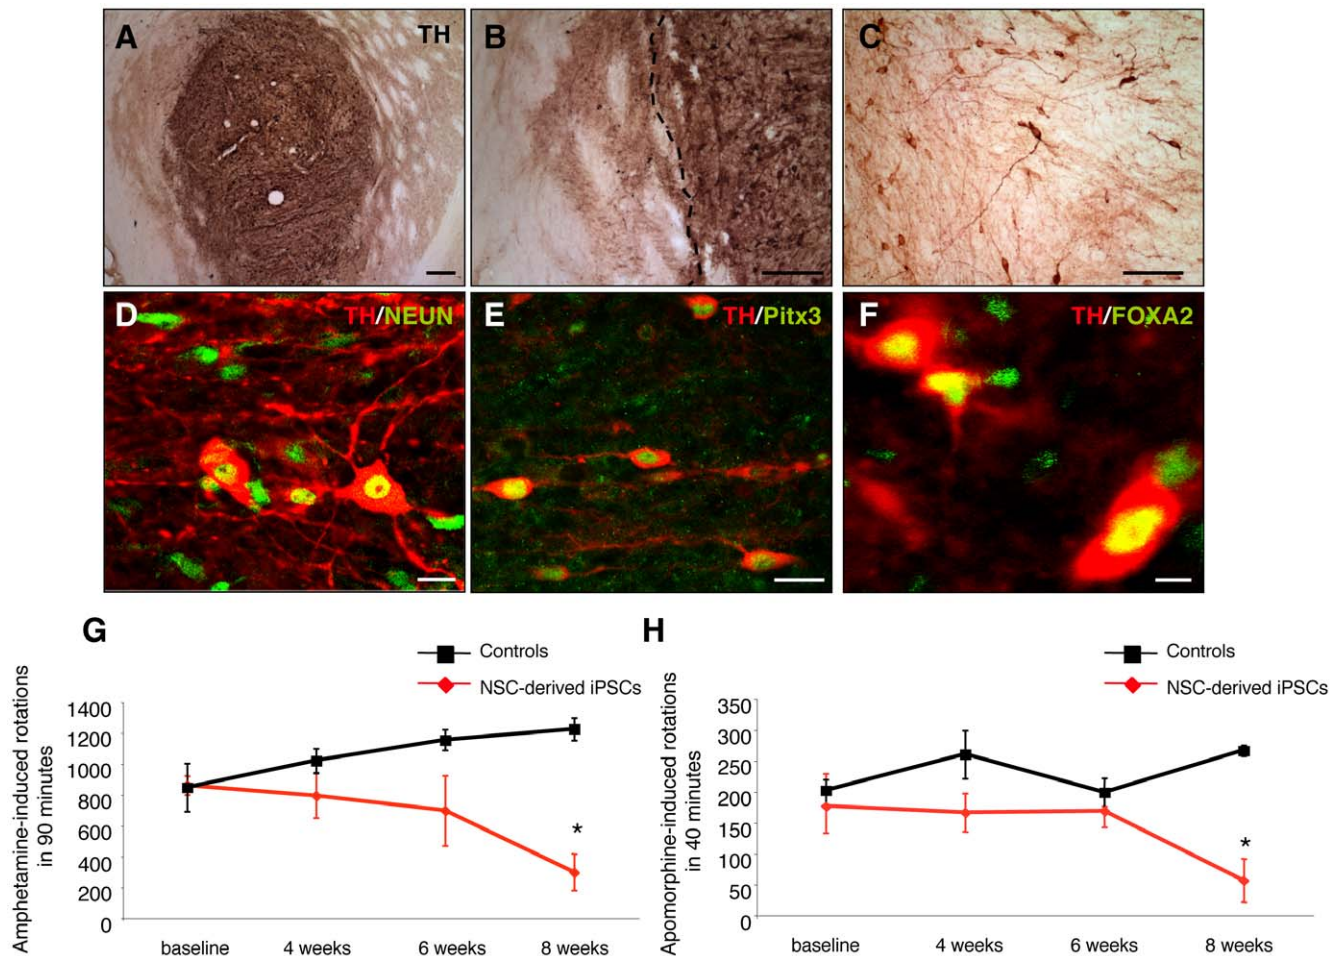 A
TH
B
C
D
TH/NEUN
E
TH/Pitx3
F
TH/FOXA2
G
Controls
NSC-derived iPSCs
Amphetamine-induced rotations
in 90 minutes
1400
1200
1000
800
600
400
200
0
*
baseline
4 weeks
6 weeks
8 weeks
H
Controls
NSC-derived iPSCs
Apomorphine-induced rotations
in 40 minutes
350
300
250
200
150
100
50
0
*
baseline
4 weeks
6 weeks
8 weeks